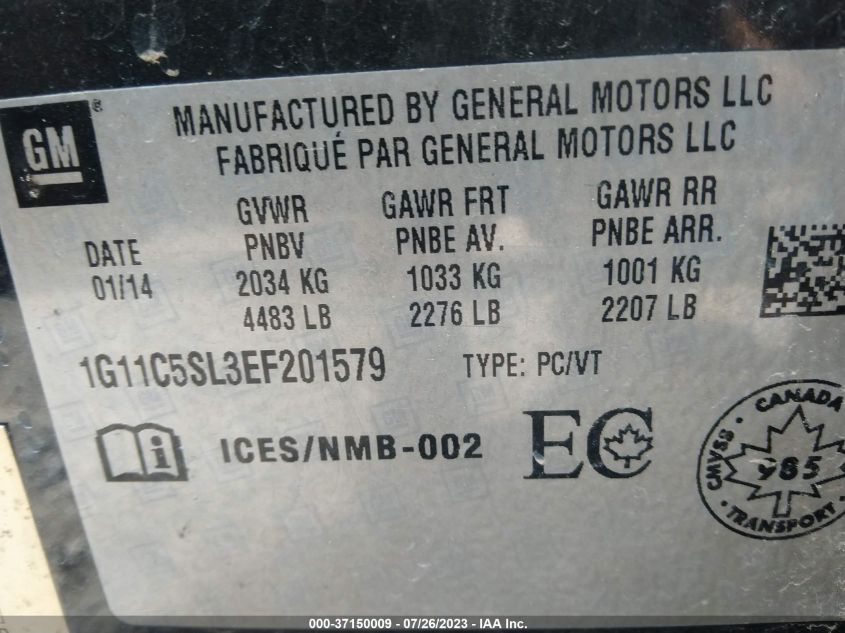 GM ®
MANUFACTURED BY GENERAL MOTORS LLC
FABRIQUÉ PAR GENERAL MOTORS LLC
GVWR GAWR FRT GAWR RR
DATE PNBV PNBE AV. PNBE ARR.
01/14 2034 KG 1033 KG 1001 KG
4483 LB 2276 LB 2207 LB
1G11C5SL3EF201579 TYPE: PC/VT
i ICES/NMB-002 EC
CANADA
CMVSS
985
TRANSPORT
000-37150009 - 07/26/2023 - IAA Inc.